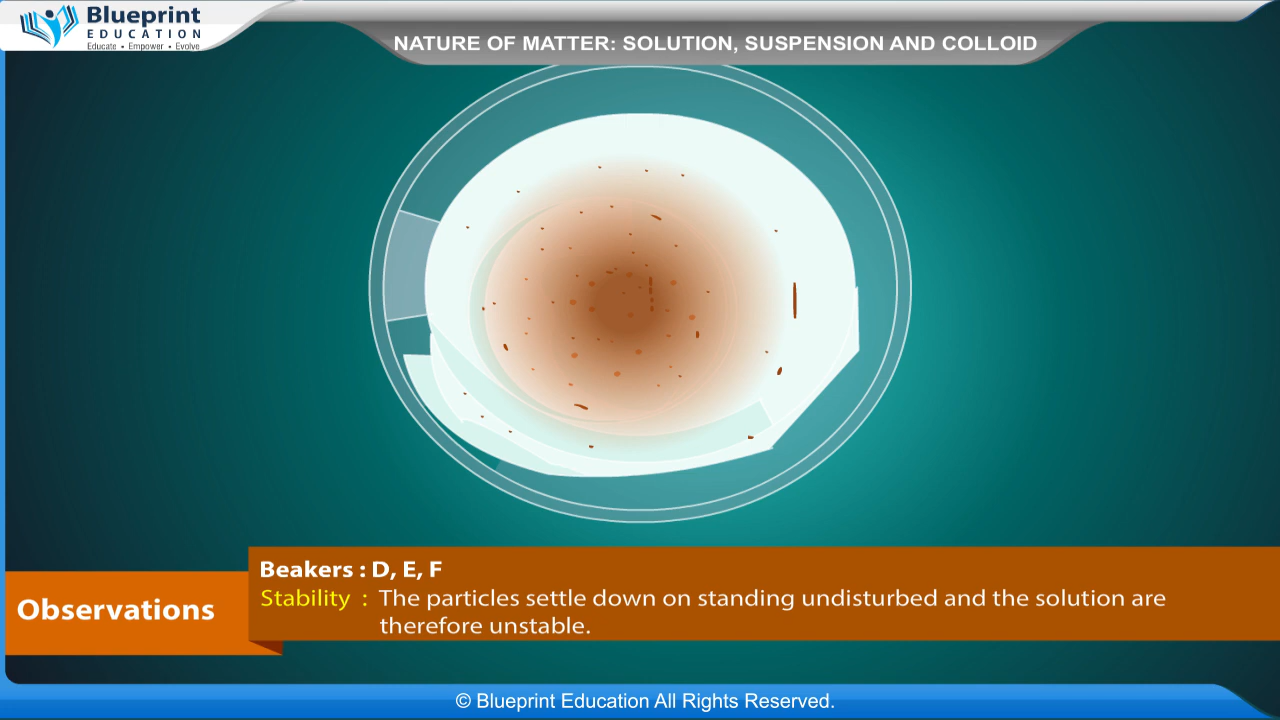 Blueprint
EDUCATION
Educate • Empower • Evolve
NATURE OF MATTER: SOLUTION, SUSPENSION AND COLLOID
Beakers : D, E, F
Stability : The particles settle down on standing undisturbed and the solution are
therefore unstable.
Observations
© Blueprint Education All Rights Reserved.